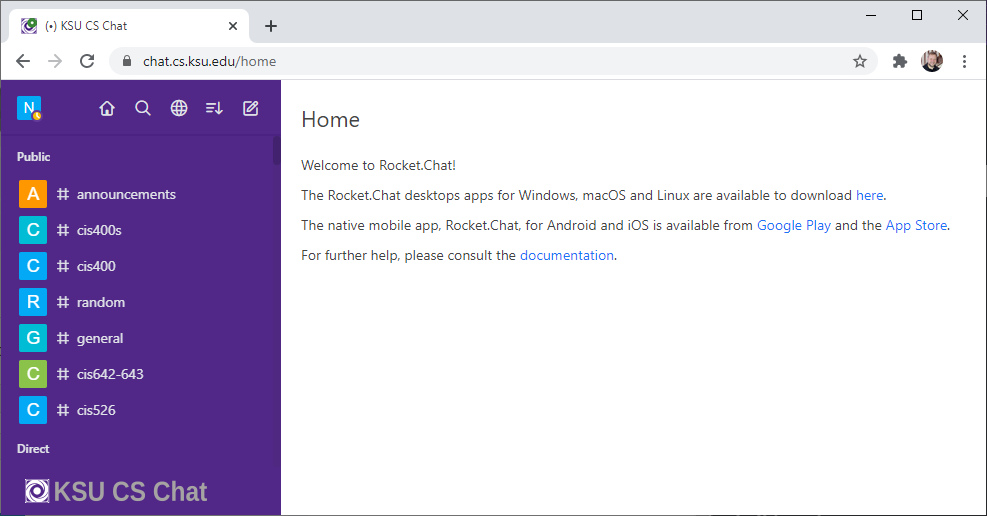 (•) KSU CS Chat
chat.cs.ksu.edu/home
N
Home
Welcome to Rocket.Chat!
The Rocket.Chat desktops apps for Windows, macOS and Linux are available to download here.
The native mobile app, Rocket.Chat, for Android and iOS is available from Google Play and the App Store.
For further help, please consult the documentation.
Public
A # announcements
C # cis400s
C # cis400
R # random
G # general
C # cis642-643
C # cis526
Direct
KSU CS Chat